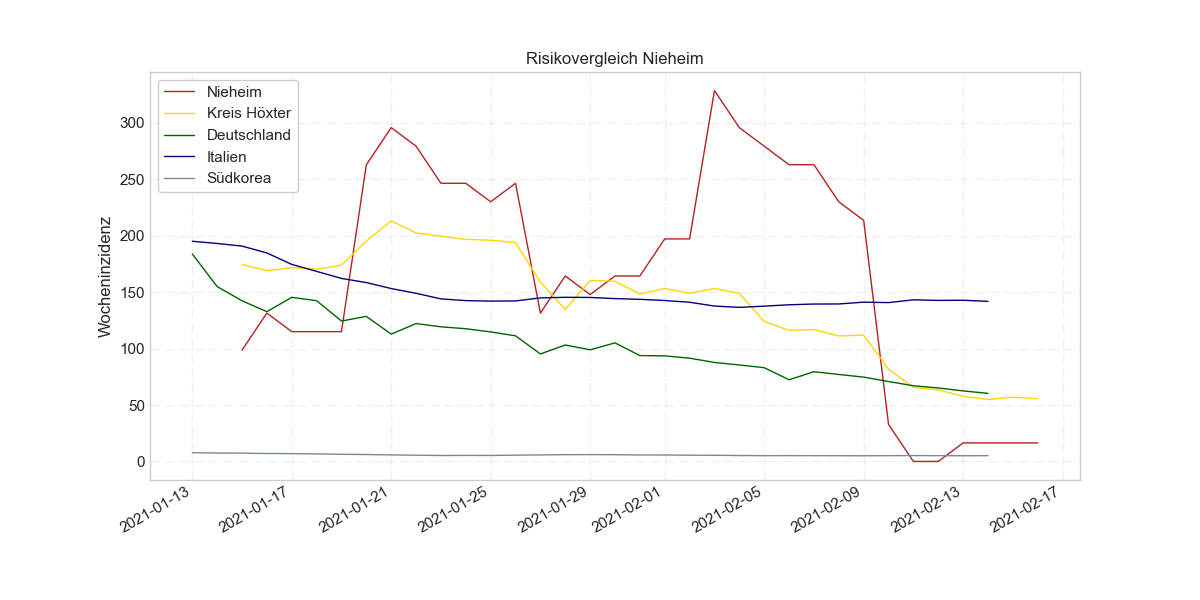 Risikovergleich Nieheim
Nieheim
Kreis Höxter
Deutschland
Italien
Südkorea
Wocheninzidenz
300
250
200
150
100
50
0
2021-01-13
2021-01-17
2021-01-21
2021-01-25
2021-01-29
2021-02-01
2021-02-05
2021-02-09
2021-02-13
2021-02-17